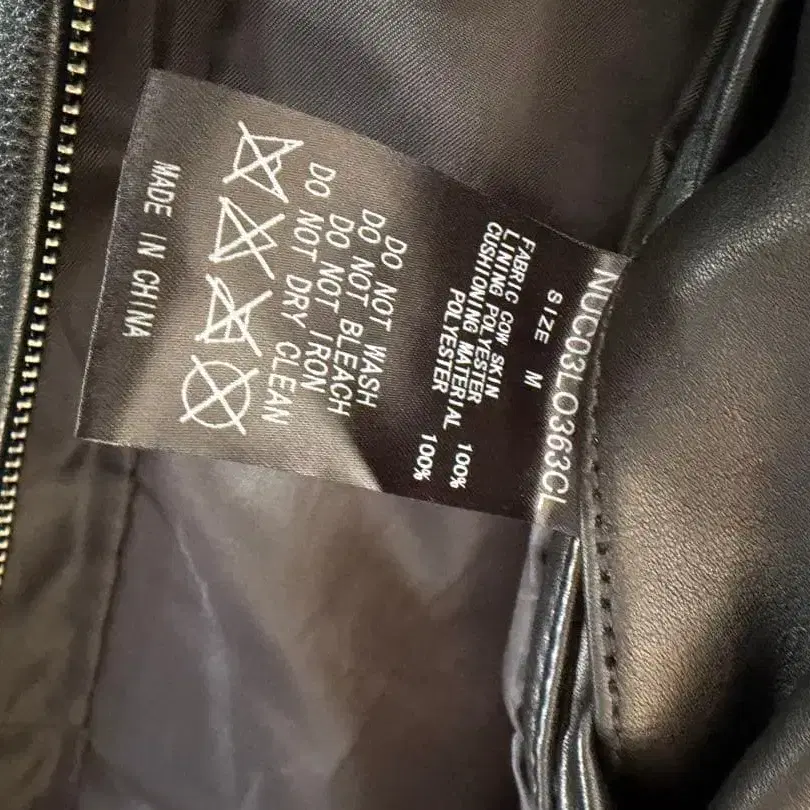 NUC03LO363CL
SIZE M
FABRIC COW SKIN
LINING POLYESTER 100%
CUSHIONING MATERIAL
POLYESTER 100%
DO NOT WASH
DO NOT BLEACH
DO NOT IRON
DO NOT DRY CLEAN
MADE IN CHINA